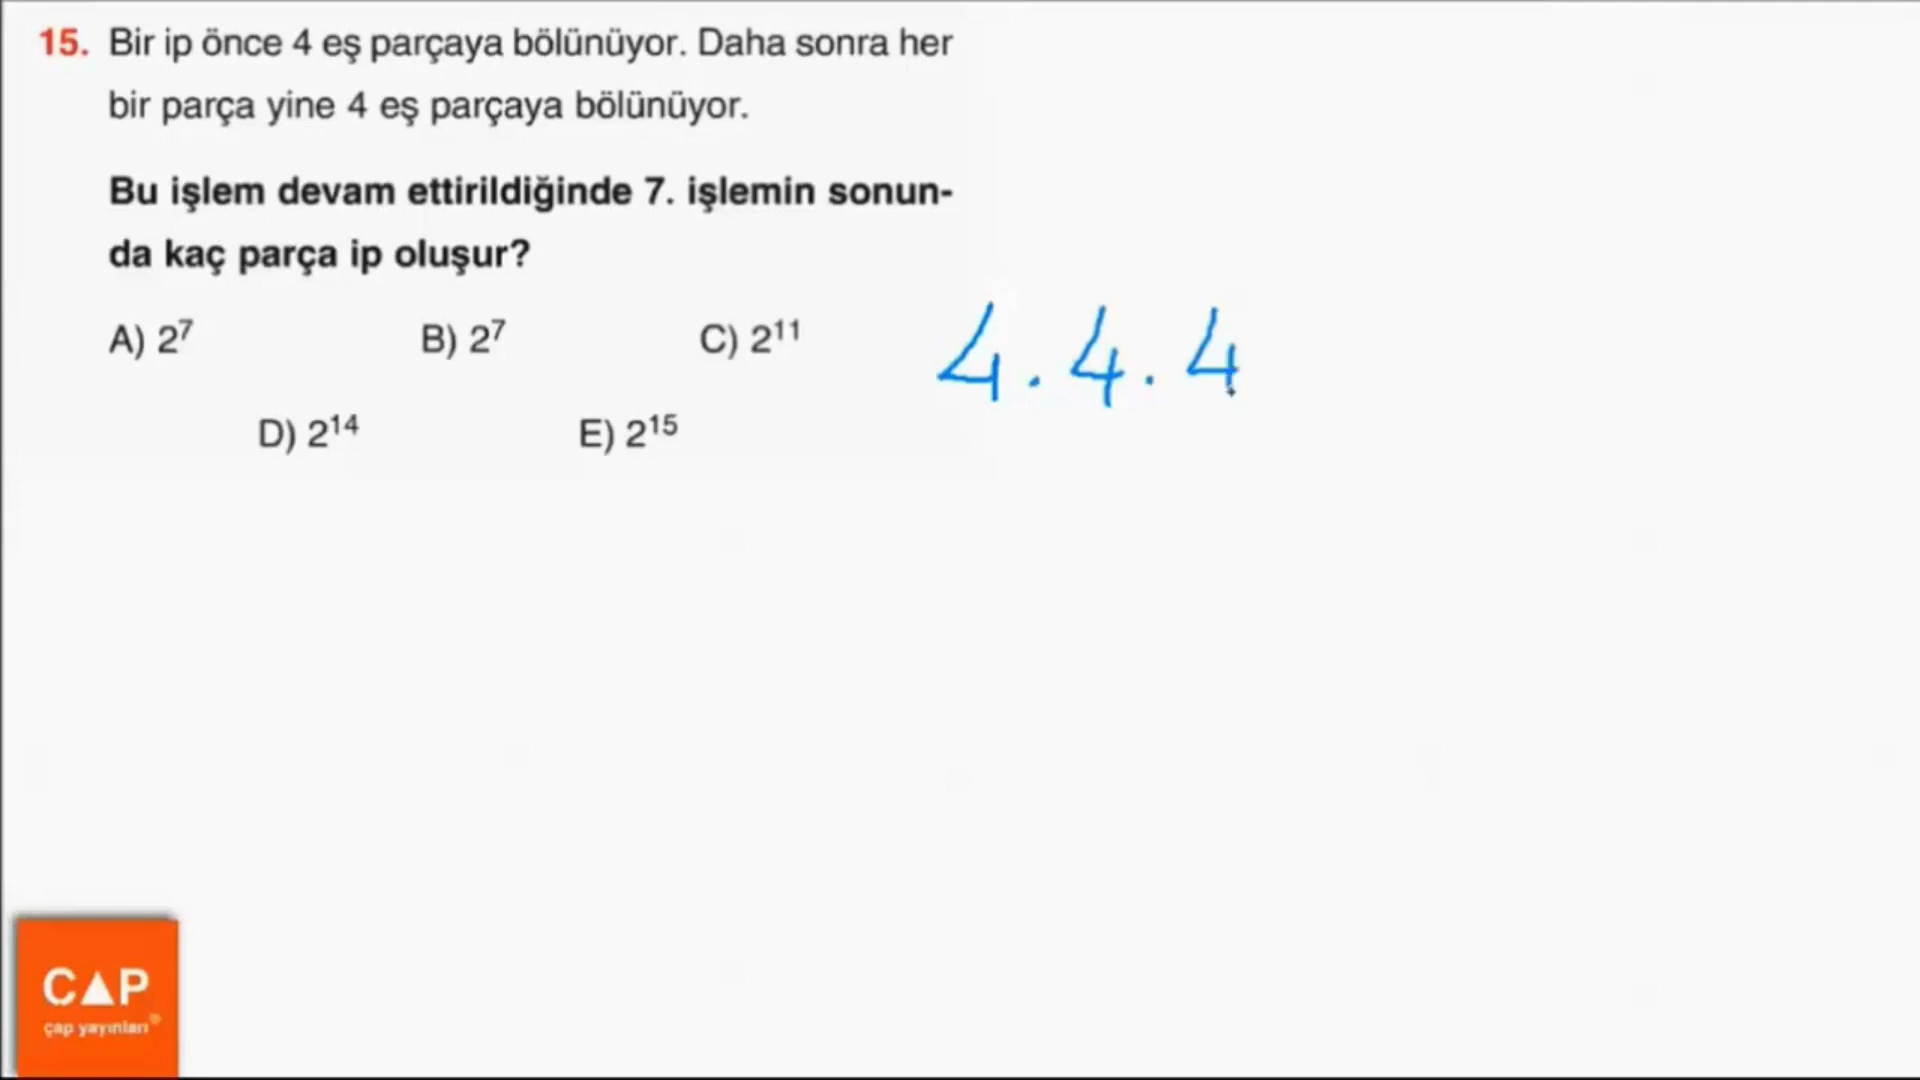 15. Bir ip önce 4 eş parçaya bölünüyor. Daha sonra her
bir parça yine 4 eş parçaya bölünüyor.
Bu işlem devam ettirildiğinde 7. işlemin sonun-
da kaç parça ip oluşur?
A) 2⁷ B) 2⁷ C) 2¹¹
4 . 4 . 4
D) 2¹⁴ E) 2¹⁵
CAP
çap yayınları®